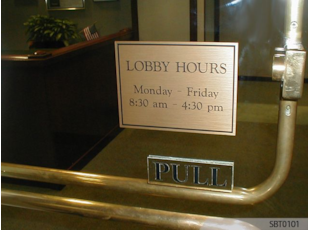 LOBBY HOURS
Monday - Friday
8:30 am - 4:30 pm
PULL
SBT0101